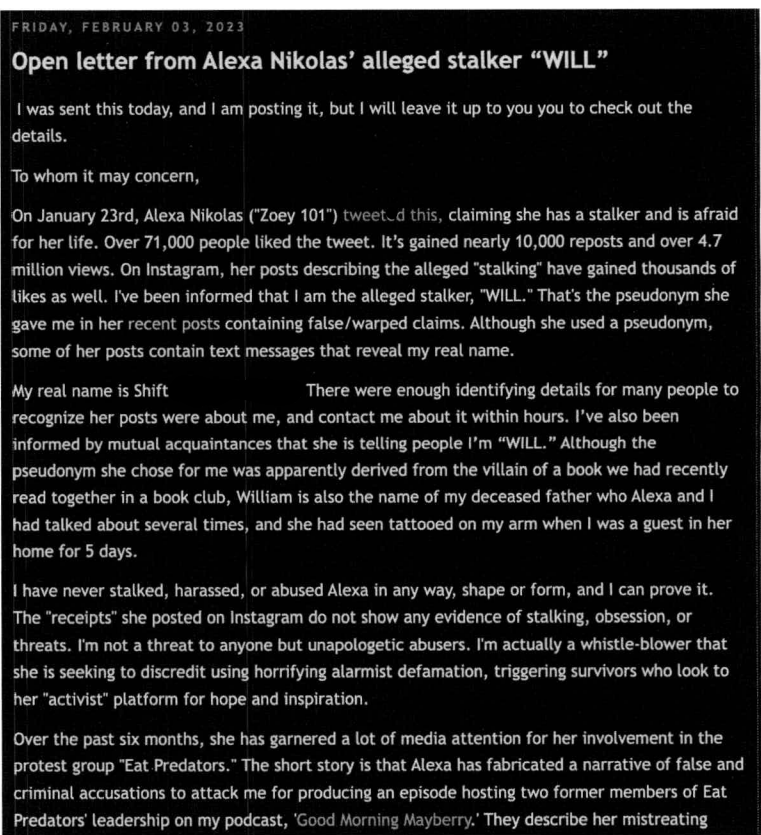 FRIDAY, FEBRUARY 03, 2023
Open letter from Alexa Nikolas’ alleged stalker “WILL”
I was sent this today, and I am posting it, but I will leave it up to you you to check out the
details.
To whom it may concern,
On January 23rd, Alexa Nikolas ("Zoey 101") tweeted this, claiming she has a stalker and is afraid
for her life. Over 71,000 people liked the tweet. It’s gained nearly 10,000 reposts and over 4.7
million views. On Instagram, her posts describing the alleged "stalking" have gained thousands of
likes as well. I've been informed that I am the alleged stalker, "WILL." That's the pseudonym she
gave me in her recent posts containing false/warped claims. Although she used a pseudonym,
some of her posts contain text messages that reveal my real name.
My real name is Shift There were enough identifying details for many people to
recognize her posts were about me, and contact me about it within hours. I’ve also been
informed by mutual acquaintances that she is telling people I’m “WILL.” Although the
pseudonym she chose for me was apparently derived from the villain of a book we had recently
read together in a book club, William is also the name of my deceased father who Alexa and I
had talked about several times, and she had seen tattooed on my arm when I was a guest in her
home for 5 days.
I have never stalked, harassed, or abused Alexa in any way, shape or form, and I can prove it.
The "receipts" she posted on Instagram do not show any evidence of stalking, obsession, or
threats. I'm not a threat to anyone but unapologetic abusers. I'm actually a whistle-blower that
she is seeking to discredit using horrifying alarmist defamation, triggering survivors who look to
her "activist" platform for hope and inspiration.
Over the past six months, she has garnered a lot of media attention for her involvement in the
protest group "Eat Predators." The short story is that Alexa has fabricated a narrative of false and
criminal accusations to attack me for producing an episode hosting two former members of Eat
Predators' leadership on my podcast, 'Good Morning Mayberry.' They describe her mistreating